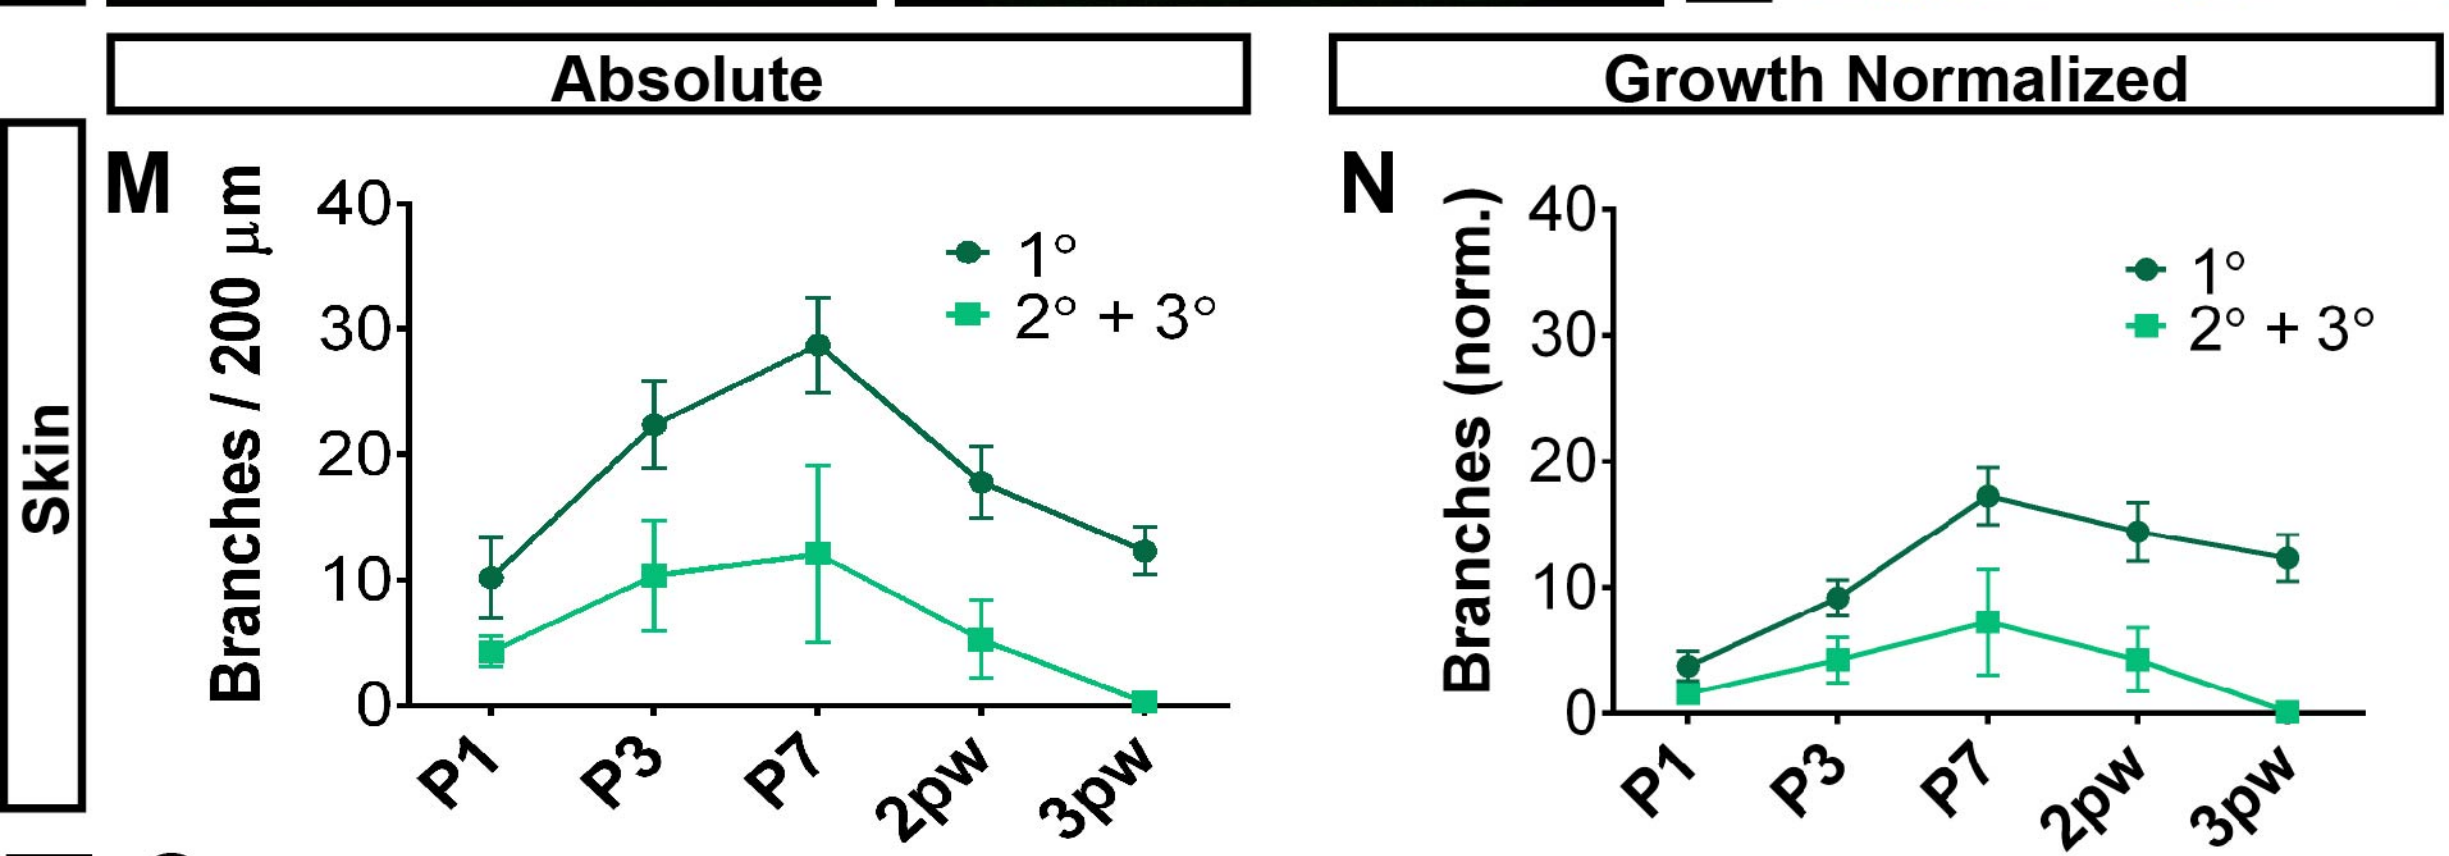 Absolute
Growth Normalized
Skin
M
Branches / 200 μm
40
30
20
10
0
1°
2° + 3°
P1
P3
P7
2pw
3pw
N
Branches (norm.)
40
30
20
10
0
1°
2° + 3°
P1
P3
P7
2pw
3pw